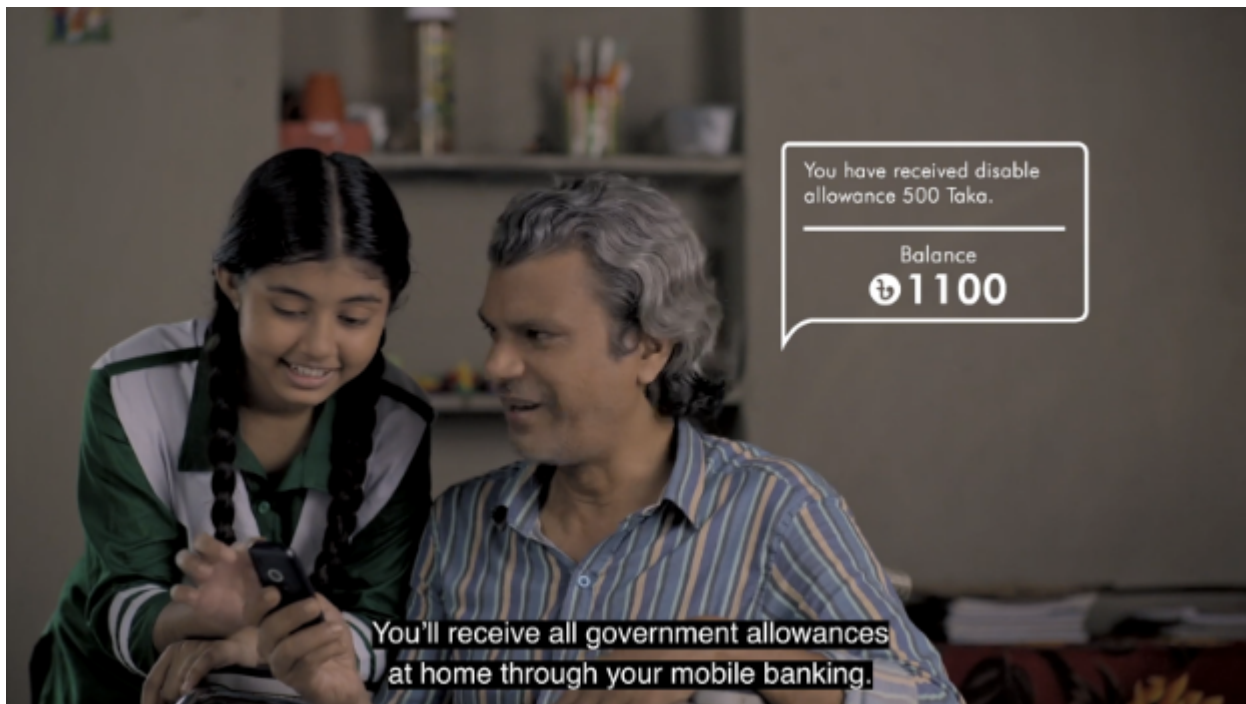 You have received disable
allowance 500 Taka.
Balance
৳1100
You'll receive all government allowances
at home through your mobile banking.